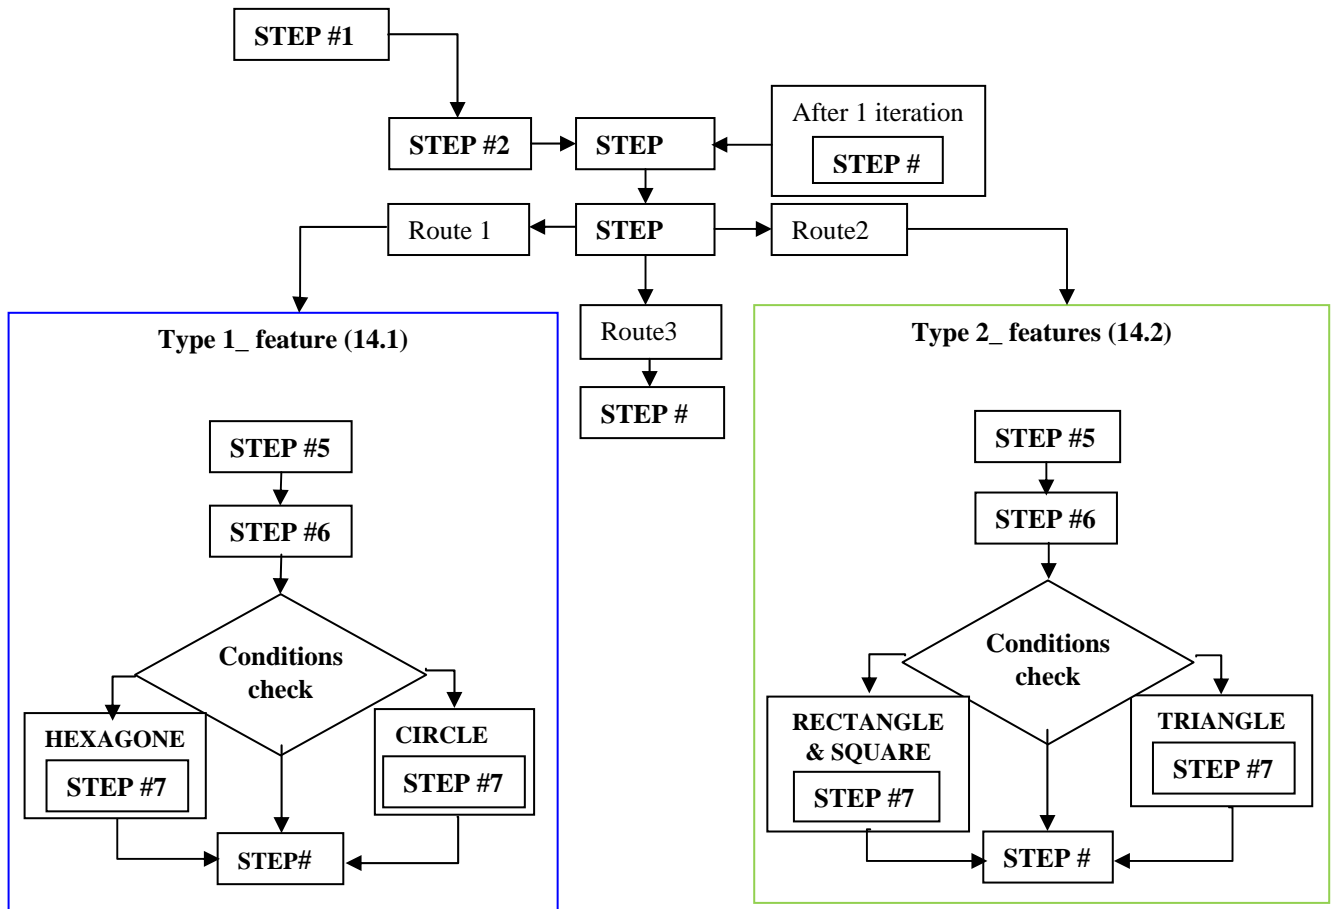 STEP #1
After 1 iteration
STEP #2
STEP
STEP #
Route 1
STEP
Route2
Route3
STEP #
Type 1_ feature (14.1)
STEP #5
STEP #6
Conditions
check
HEXAGONE
STEP #7
CIRCLE
STEP #7
STEP#
Type 2_ features (14.2)
STEP #5
STEP #6
Conditions
check
RECTANGLE
& SQUARE
STEP #7
TRIANGLE
STEP #7
STEP #